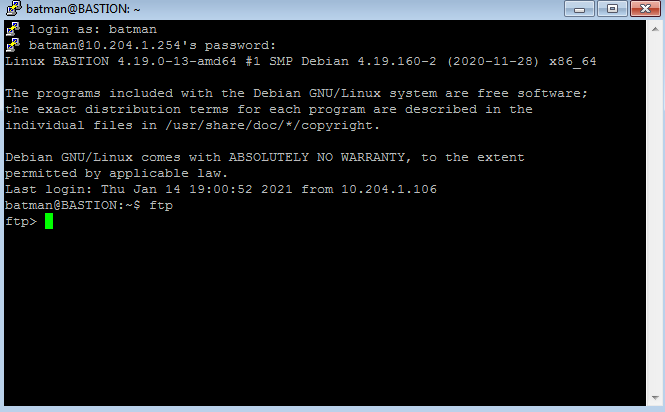 batman@BASTION: ~
login as: batman
batman@10.204.1.254's password:
Linux BASTION 4.19.0-13-amd64 #1 SMP Debian 4.19.160-2 (2020-11-28) x86_64
The programs included with the Debian GNU/Linux system are free software;
the exact distribution terms for each program are described in the
individual files in /usr/share/doc/*/copyright.
Debian GNU/Linux comes with ABSOLUTELY NO WARRANTY, to the extent
permitted by applicable law.
Last login: Thu Jan 14 19:00:52 2021 from 10.204.1.106
batman@BASTION:~$ ftp
ftp>